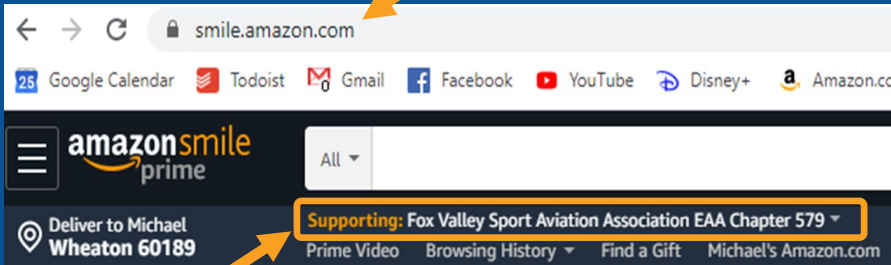 smile.amazon.com
25 Google Calendar Todoist 0 Gmail Facebook YouTube Disney+ a Amazon.co
amazonsmile
prime
All
Deliver to Michael
Wheaton 60189
Supporting: Fox Valley Sport Aviation Association EAA Chapter 579
Prime Video Browsing History Find a Gift Michael's Amazon.com